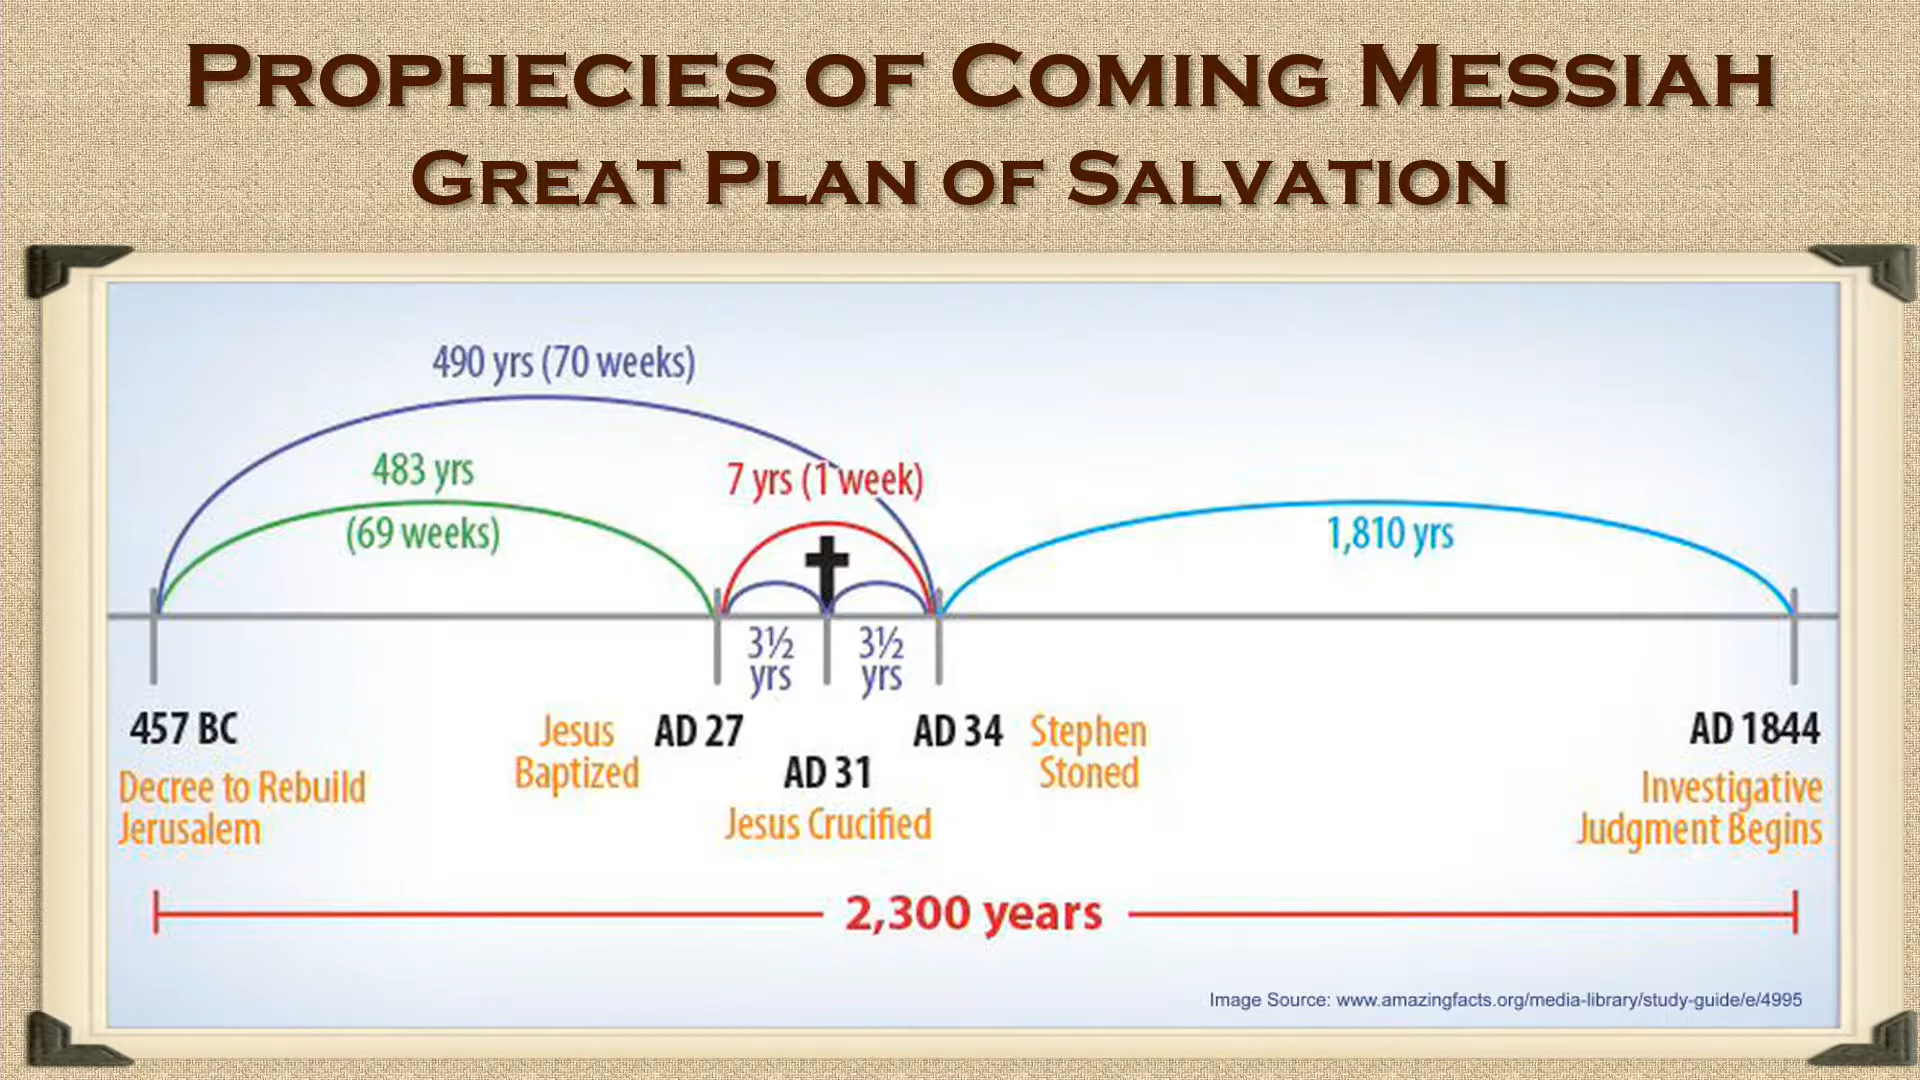 PROPHECIES OF COMING MESSIAH
GREAT PLAN OF SALVATION
490 yrs (70 weeks)
483 yrs
(69 weeks)
7 yrs (1 week)
1,810 yrs
3½
yrs
3½
yrs
457 BC
Decree to Rebuild
Jerusalem
Jesus
Baptized
AD 27
AD 31
Jesus Crucified
AD 34
Stephen
Stoned
AD 1844
Investigative
Judgment Begins
2,300 years
Image Source: www.amazingfacts.org/media-library/study-guide/e/4995